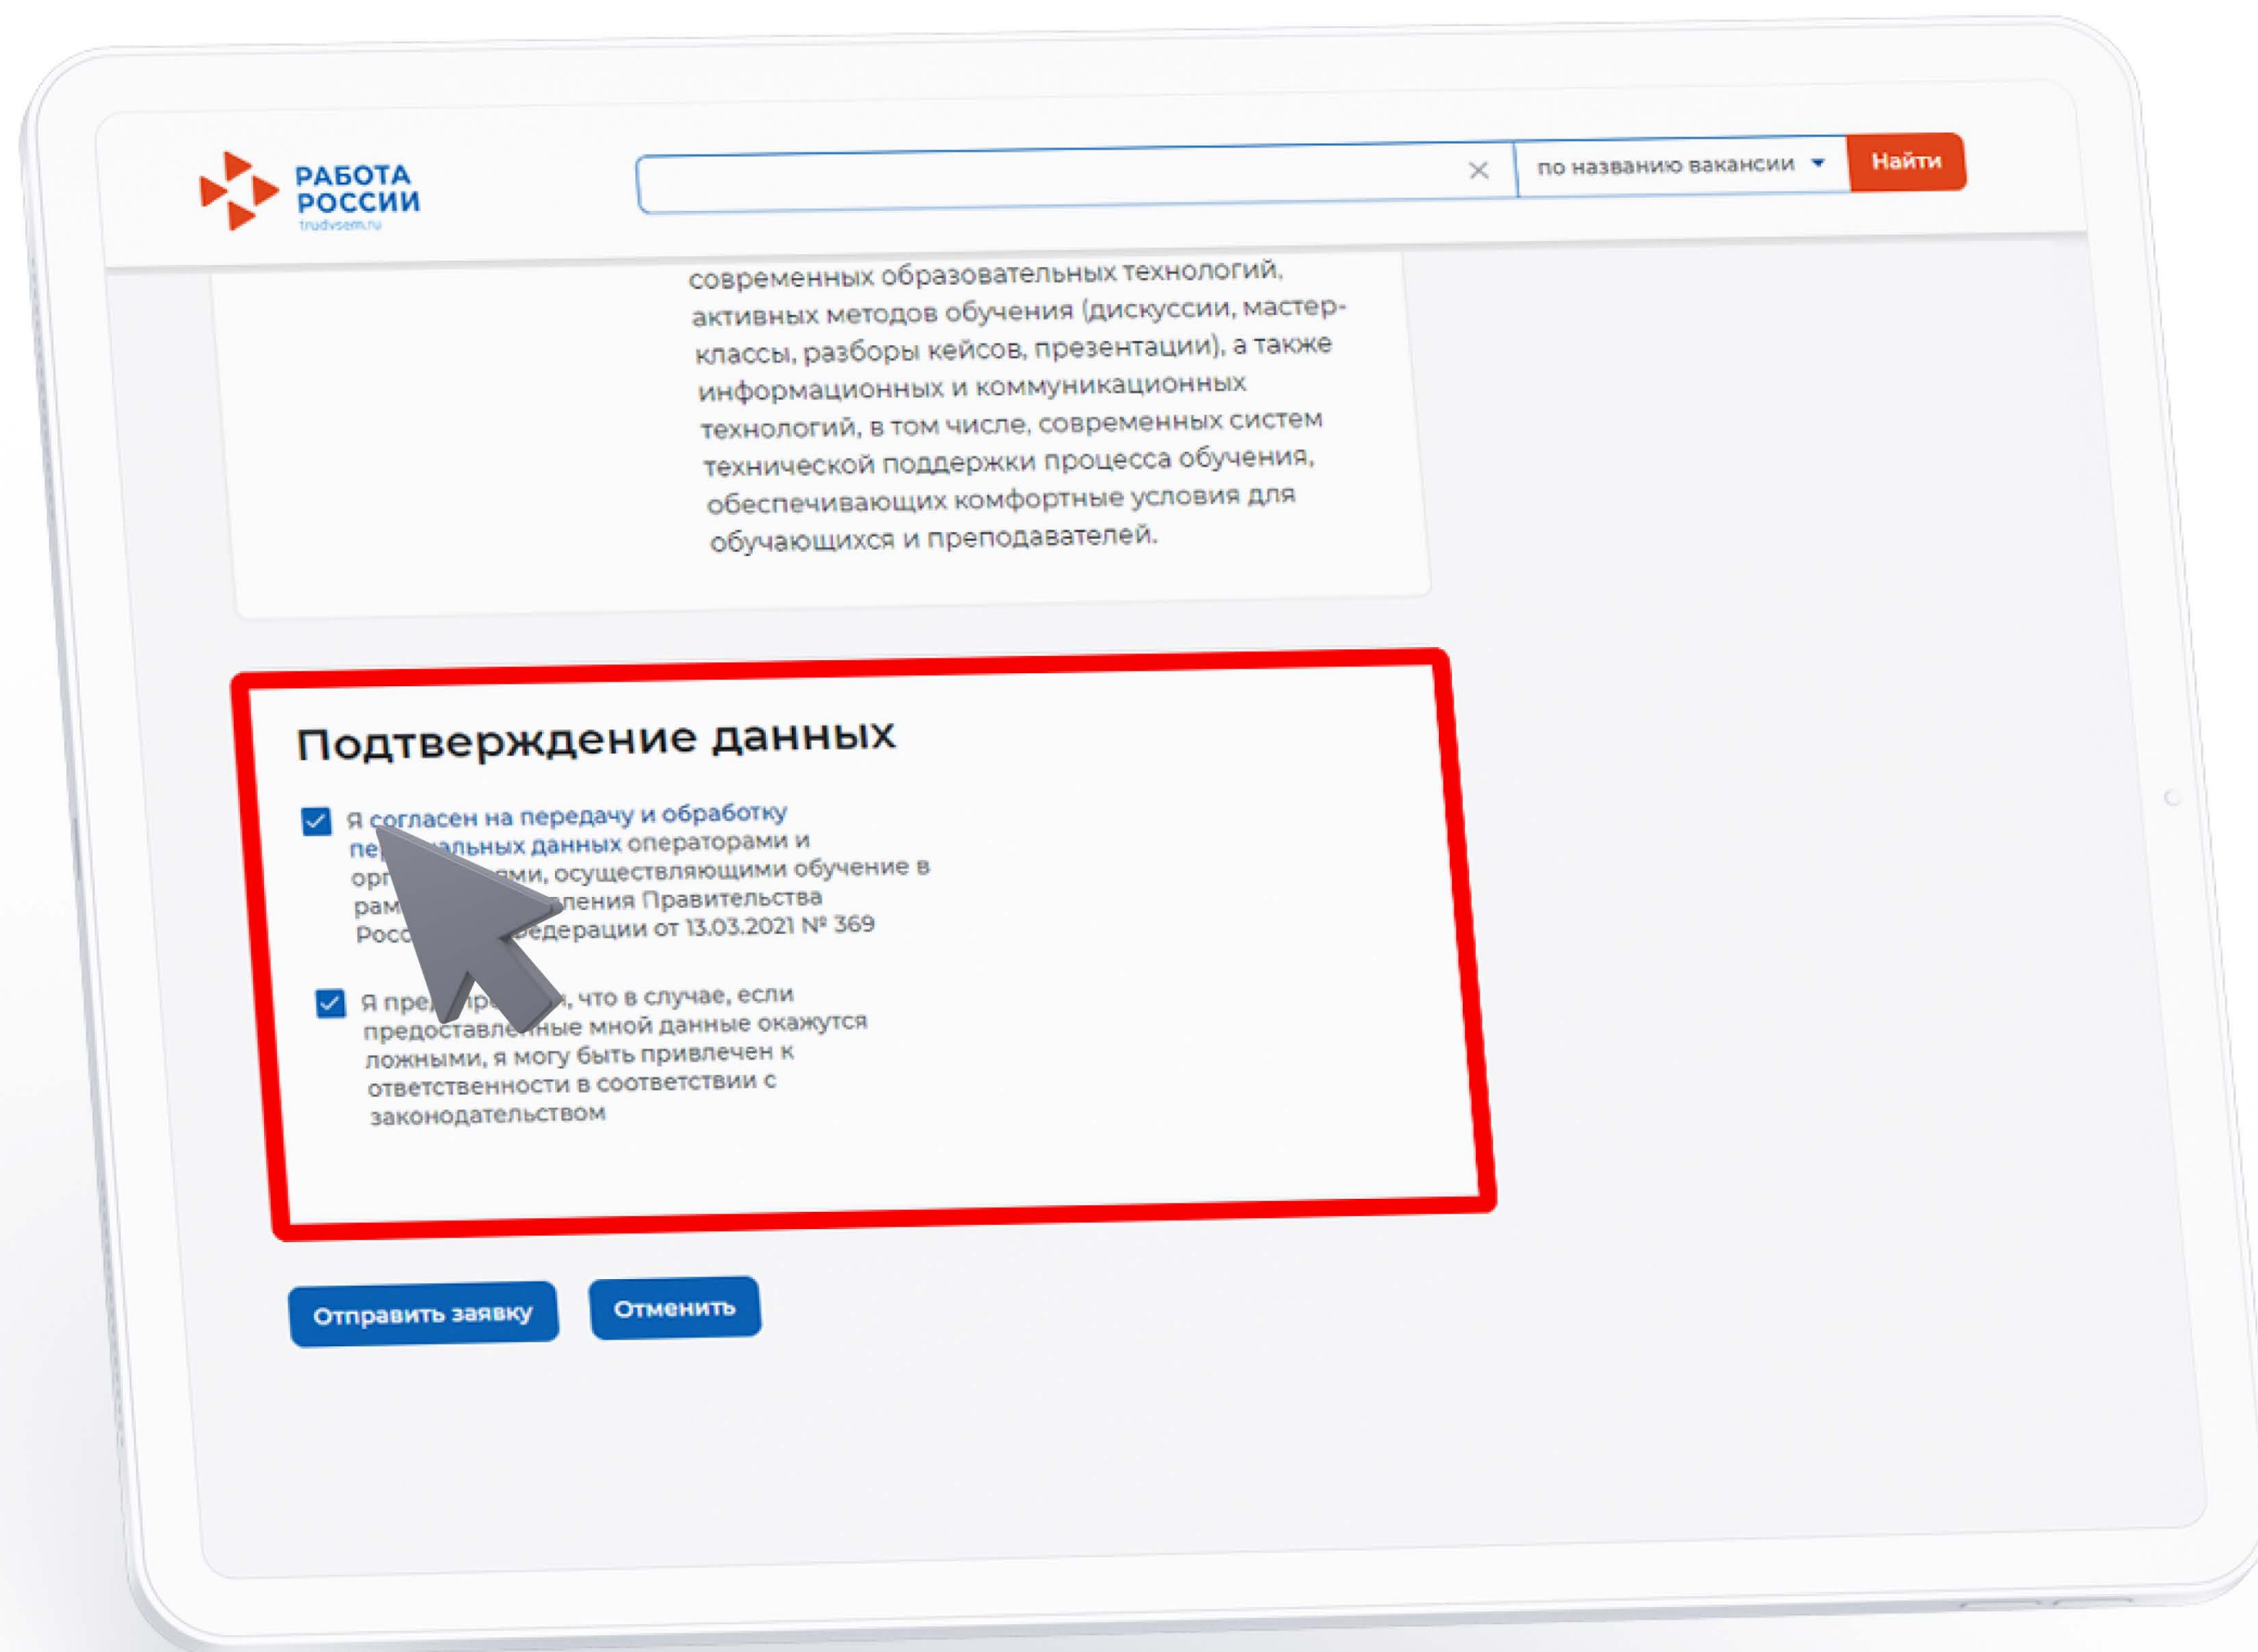 РАБОТА
РОССИИ
trudvsem.ru
по названию вакансии
Найти
современных образовательных технологий,
активных методов обучения (дискуссии, мастер-
классы, разборы кейсов, презентации), а также
информационных и коммуникационных
технологий, в том числе, современных систем
технической поддержки процесса обучения,
обеспечивающих комфортные условия для
обучающихся и преподавателей.
Подтверждение данных
Я согласен на передачу и обработку
данных операторами и
осуществляющими обучение в
Правительства
от 13.03.2021 № 369
Я что в случае, если
предоставленные мной данные окажутся
ложными, я могу быть привлечен к
ответственности в соответствии с
законодательством
Отправить заявку
Отменить